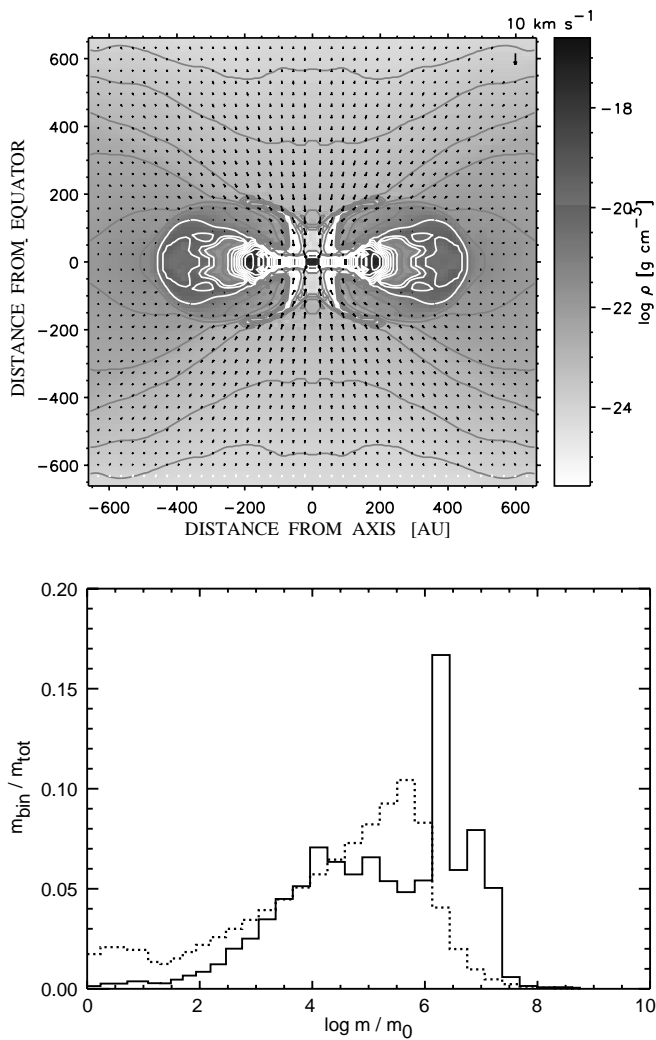 10 km s⁻¹
600
400
200
0
−200
−400
−600
DISTANCE FROM EQUATOR
−600 −400 −200 0 200 400 600
DISTANCE FROM AXIS [AU]
−18
−20
−22
−24
log ρ [g cm⁻³]
0.20
0.15
0.10
0.05
0.00
m_bin / m_tot
0 2 4 6 8 10
log m / m₀